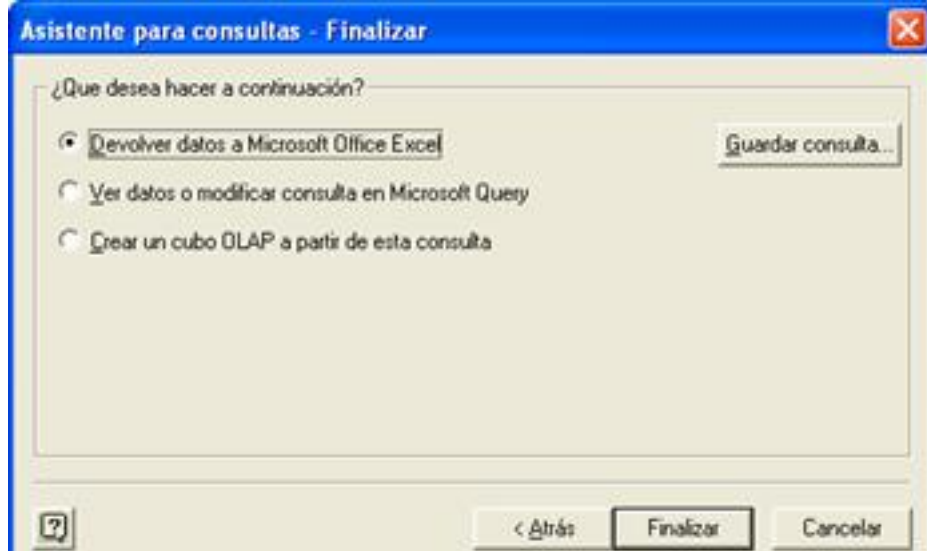 Asistente para consultas - Finalizar
¿Que desea hacer a continuación?
Devolver datos a Microsoft Office Excel
Guardar consulta...
Ver datos o modificar consulta en Microsoft Query
Crear un cubo OLAP a partir de esta consulta
?
< Atrás
Finalizar
Cancelar